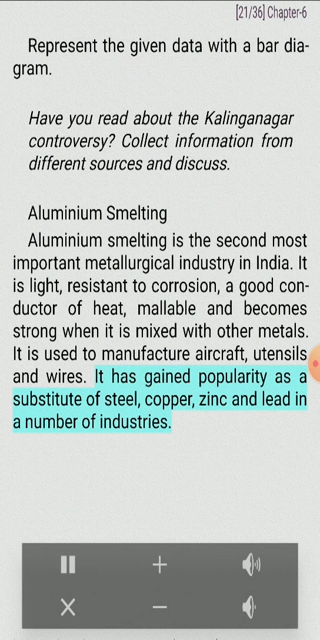 [21/36] Chapter-6
Represent the given data with a bar dia-
gram.
Have you read about the Kalinganagar
controversy? Collect information from
different sources and discuss.
Aluminium Smelting
Aluminium smelting is the second most
important metallurgical industry in India. It
is light, resistant to corrosion, a good con-
ductor of heat, mallable and becomes
strong when it is mixed with other metals.
It is used to manufacture aircraft, utensils
and wires. It has gained popularity as a
substitute of steel, copper, zinc and lead in
a number of industries.